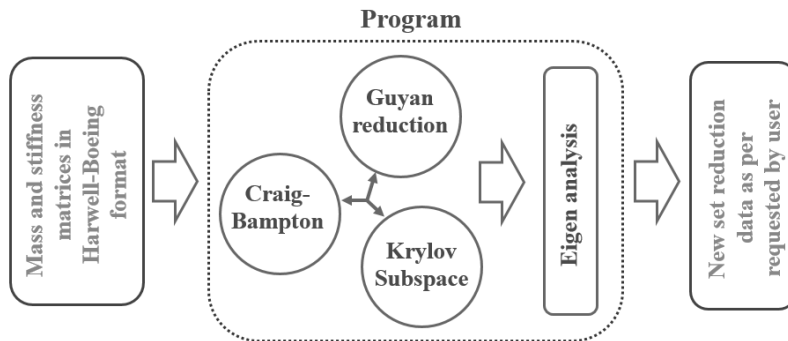 Program
Mass and stiffness
matrices in
Harwell-Boeing
format
Guyan
reduction
Craig-
Bampton
Krylov
Subspace
Eigen analysis
New set reduction
data as per
requested by user